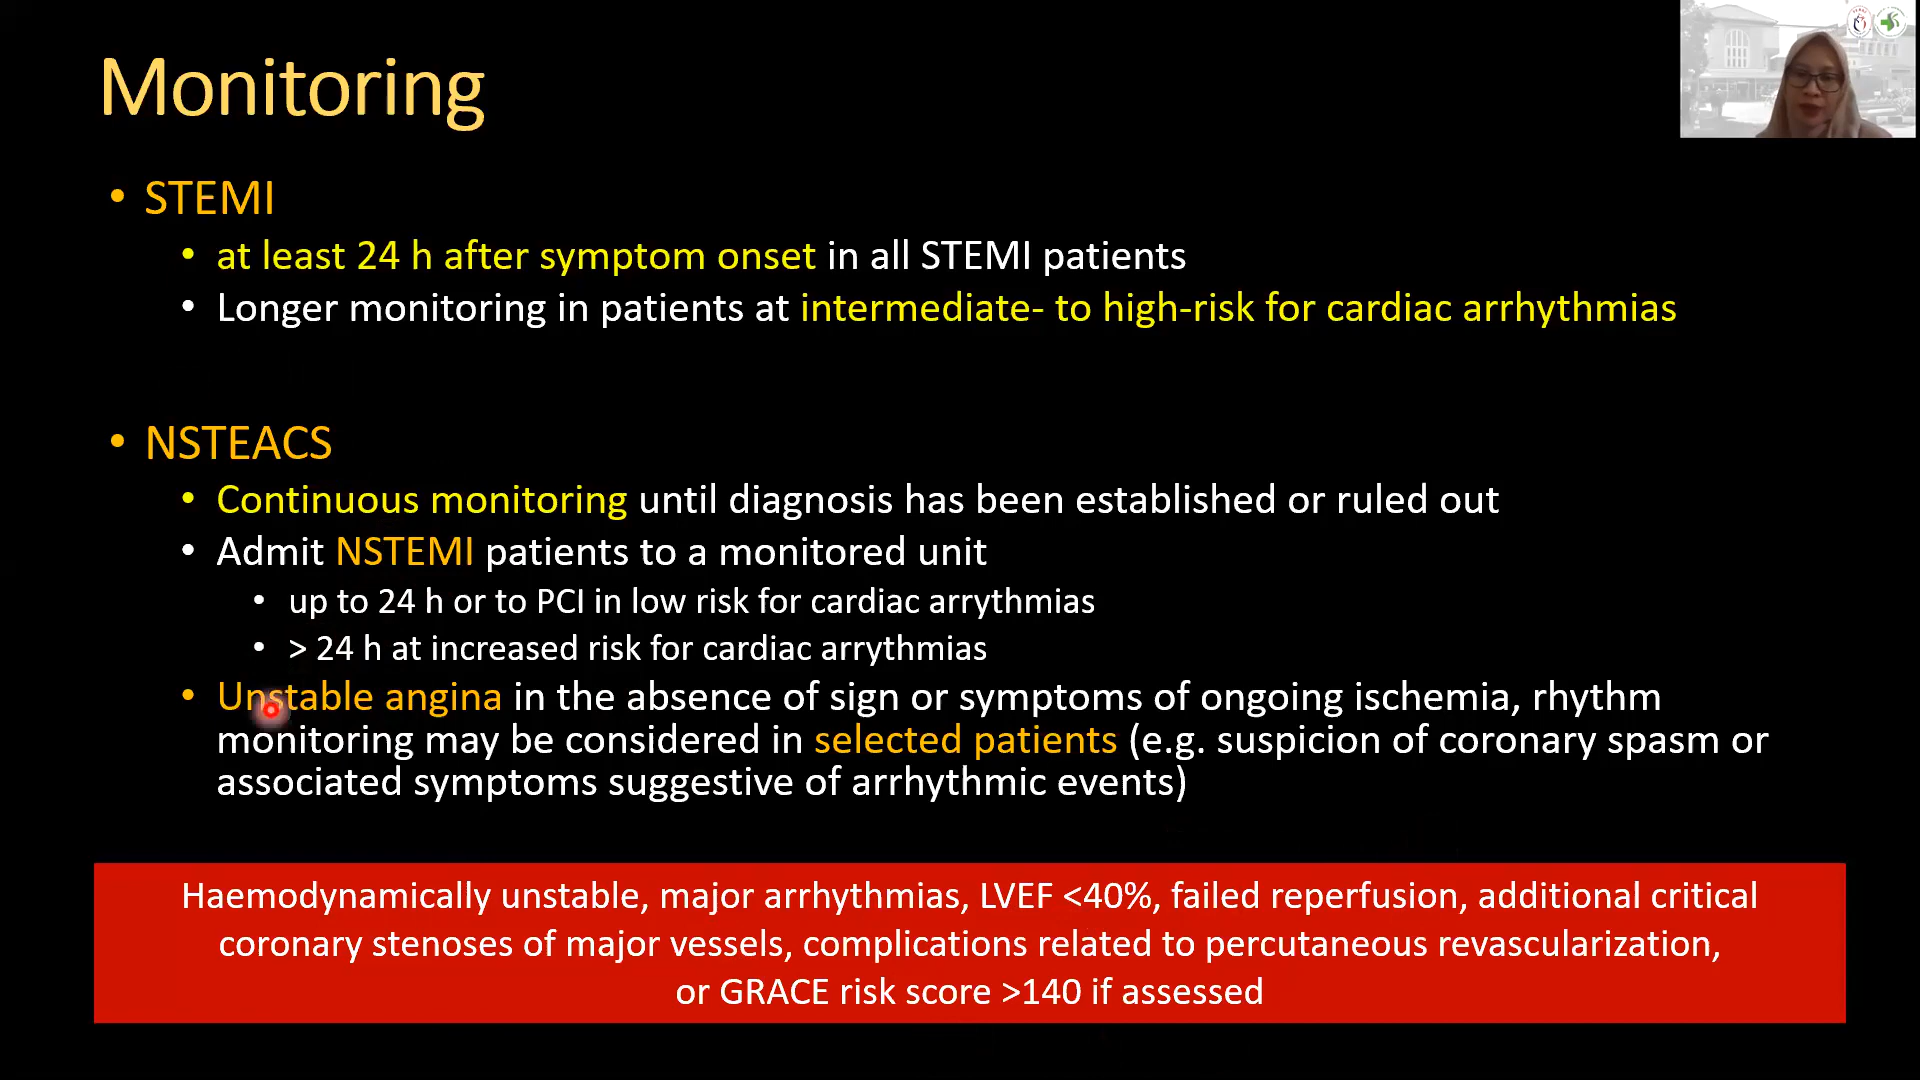 Monitoring
• STEMI
• at least 24 h after symptom onset in all STEMI patients
• Longer monitoring in patients at intermediate- to high-risk for cardiac arrhythmias
• NSTEACS
• Continuous monitoring until diagnosis has been established or ruled out
• Admit NSTEMI patients to a monitored unit
• up to 24 h or to PCI in low risk for cardiac arrythmias
• > 24 h at increased risk for cardiac arrythmias
• Unstable angina in the absence of sign or symptoms of ongoing ischemia, rhythm
monitoring may be considered in selected patients (e.g. suspicion of coronary spasm or
associated symptoms suggestive of arrhythmic events)
Haemodynamically unstable, major arrhythmias, LVEF <40%, failed reperfusion, additional critical
coronary stenoses of major vessels, complications related to percutaneous revascularization,
or GRACE risk score >140 if assessed